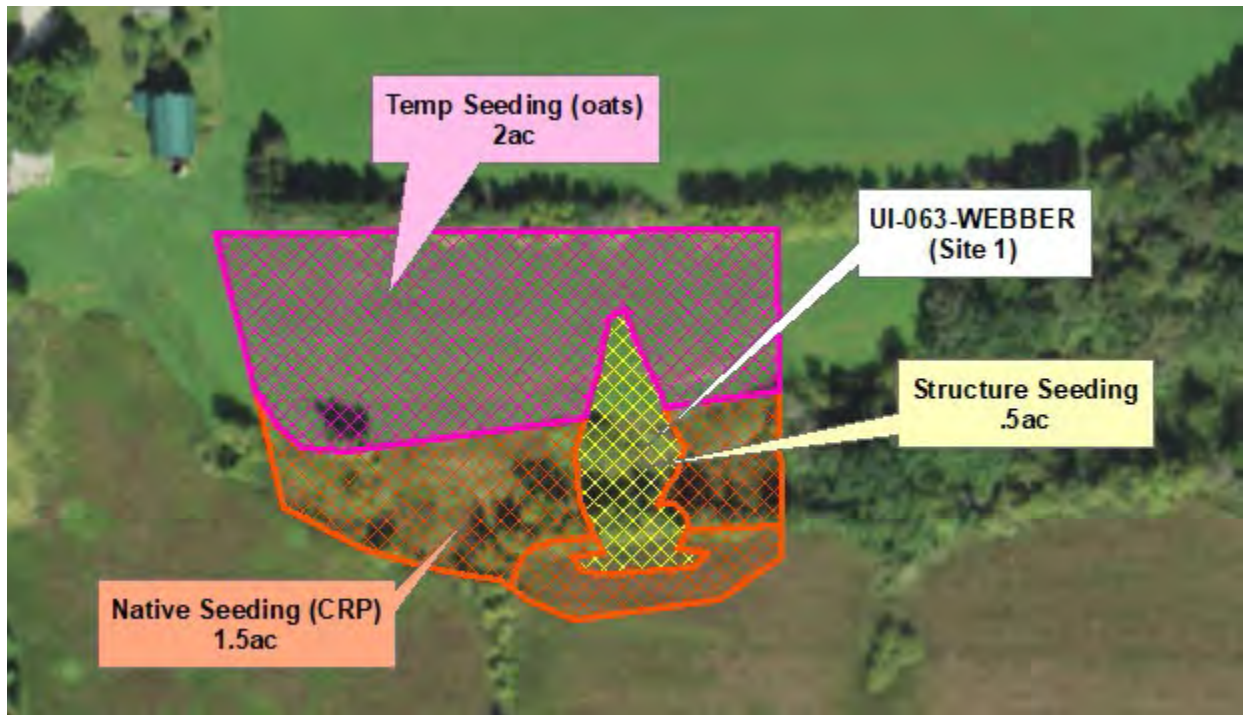 Temp Seeding (oats)
2ac
UI-063-WEBBER
(Site 1)
Structure Seeding
.5ac
Native Seeding (CRP)
1.5ac